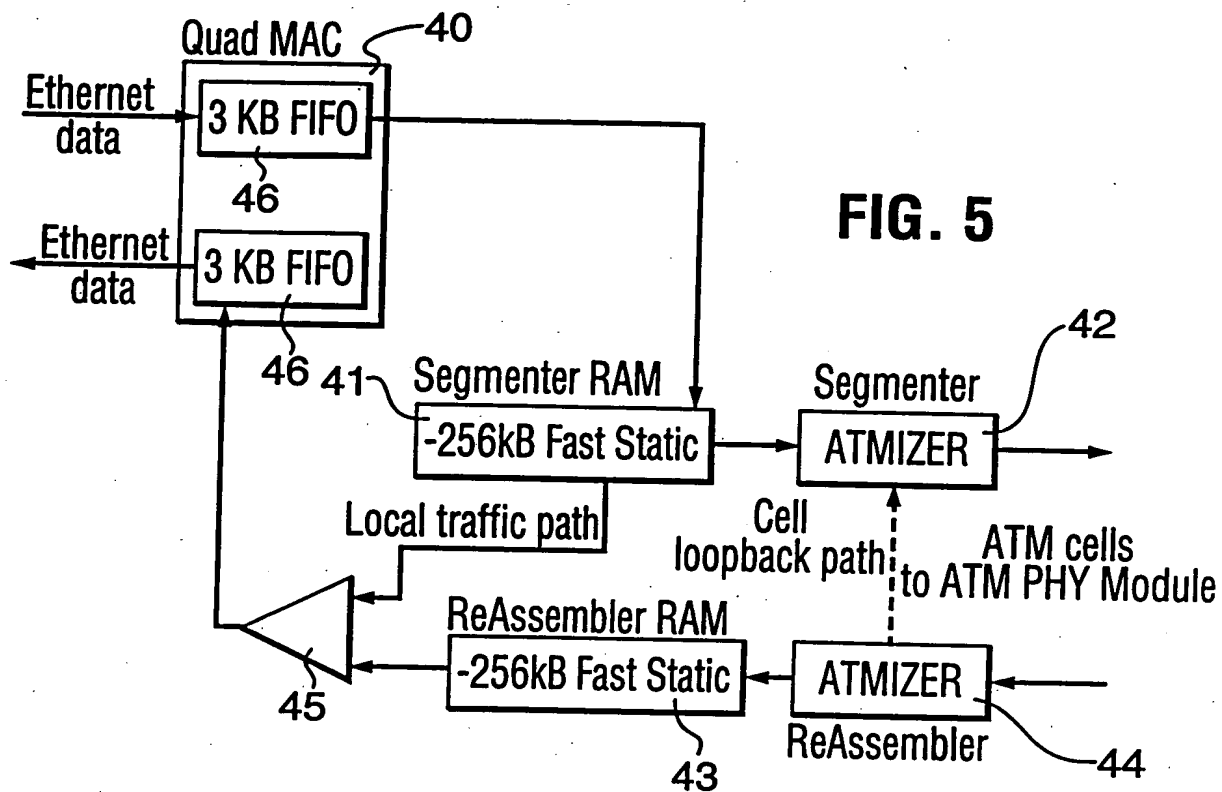 Quad MAC
40
Ethernet
data
3 KB FIFO
46
FIG. 5
Ethernet
data
3 KB FIFO
46
41
Segmenter RAM
-256kB Fast Static
42
Segmenter
ATMIZER
Local traffic path
Cell
loopback path
ATM cells
to ATM PHY Module
45
ReAssembler RAM
-256kB Fast Static
43
ATMIZER
ReAssembler
44